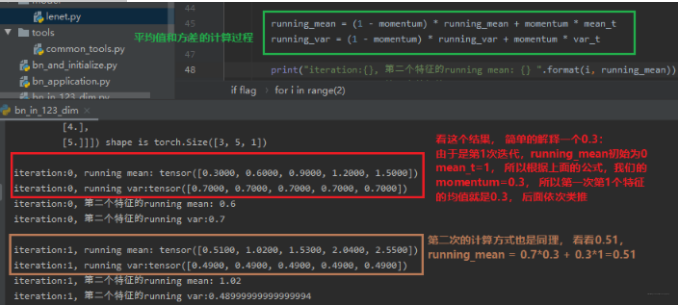 lenet.py
tools
common_tools.py
bn_and_initialize.py
bn_application.py
bn_in_123_dim.py
44
45
46
47
48
平均值和方差的计算过程
running_mean = (1 - momentum) * running_mean + momentum * mean_t
running_var = (1 - momentum) * running_var + momentum * var_t
print("iteration:{}, 第二个特征的running mean: {} ".format(i, running_mean))
if flag › for i in range(2)
bn_in_123_dim ×
[4.],
[5.]]]) shape is torch.Size([3, 5, 1])
iteration:0, running mean: tensor([0.3000, 0.6000, 0.9000, 1.2000, 1.5000])
iteration:0, running var:tensor([0.7000, 0.7000, 0.7000, 0.7000, 0.7000])
iteration:0, 第二个特征的running mean: 0.6
iteration:0, 第二个特征的running var:0.7
iteration:1, running mean: tensor([0.5100, 1.0200, 1.5300, 2.0400, 2.5500])
iteration:1, running var:tensor([0.4900, 0.4900, 0.4900, 0.4900, 0.4900])
iteration:1, 第二个特征的running mean: 1.02
iteration:1, 第二个特征的running var:0.48999999999999994
看这个结果, 简单的解释一个0.3:
由于是第1次迭代, running_mean初始为0
mean_t=1, 所以根据上面的公式, 我们的
momentum=0.3, 所以第一次第1个特征
的均值就是0.3, 后面依次类推
第二次的计算方式也是同理, 看看0.51,
running_mean = 0.7*0.3 + 0.3*1=0.51